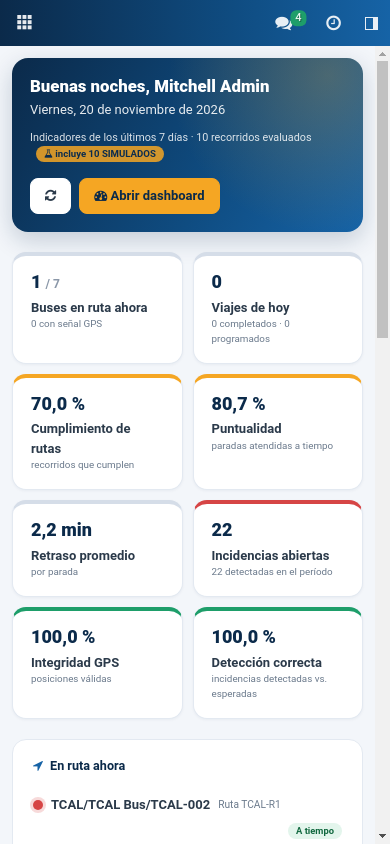 4
Buenas noches, Mitchell Admin
Viernes, 20 de noviembre de 2026
Indicadores de los últimos 7 días · 10 recorridos evaluados
incluye 10 SIMULADOS
Abrir dashboard
1 / 7
Buses en ruta ahora
0 con señal GPS
0
Viajes de hoy
0 completados · 0
programados
70,0 %
Cumplimiento de
rutas
recorridos que cumplen
80,7 %
Puntualidad
paradas atendidas a tiempo
2,2 min
Retraso promedio
por parada
22
Incidencias abiertas
22 detectadas en el período
100,0 %
Integridad GPS
posiciones válidas
100,0 %
Detección correcta
incidencias detectadas vs.
esperadas
En ruta ahora
TCAL/TCAL Bus/TCAL-002 Ruta TCAL-R1
A tiempo